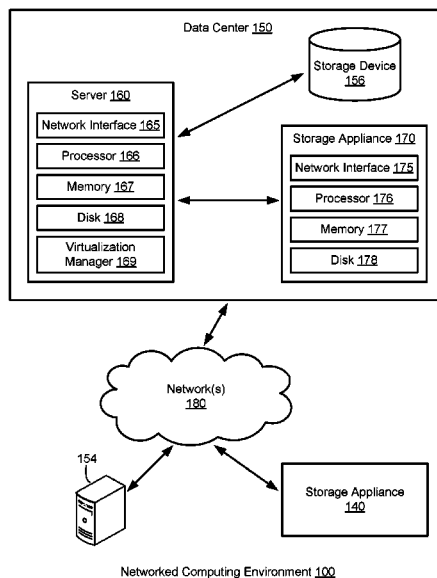 Data Center 150
Storage Device
156
Server 160
Network Interface 165
Processor 166
Memory 167
Disk 168
Virtualization
Manager 169
Storage Appliance 170
Network Interface 175
Processor 176
Memory 177
Disk 178
Network(s)
180
154
Storage Appliance
140
Networked Computing Environment 100